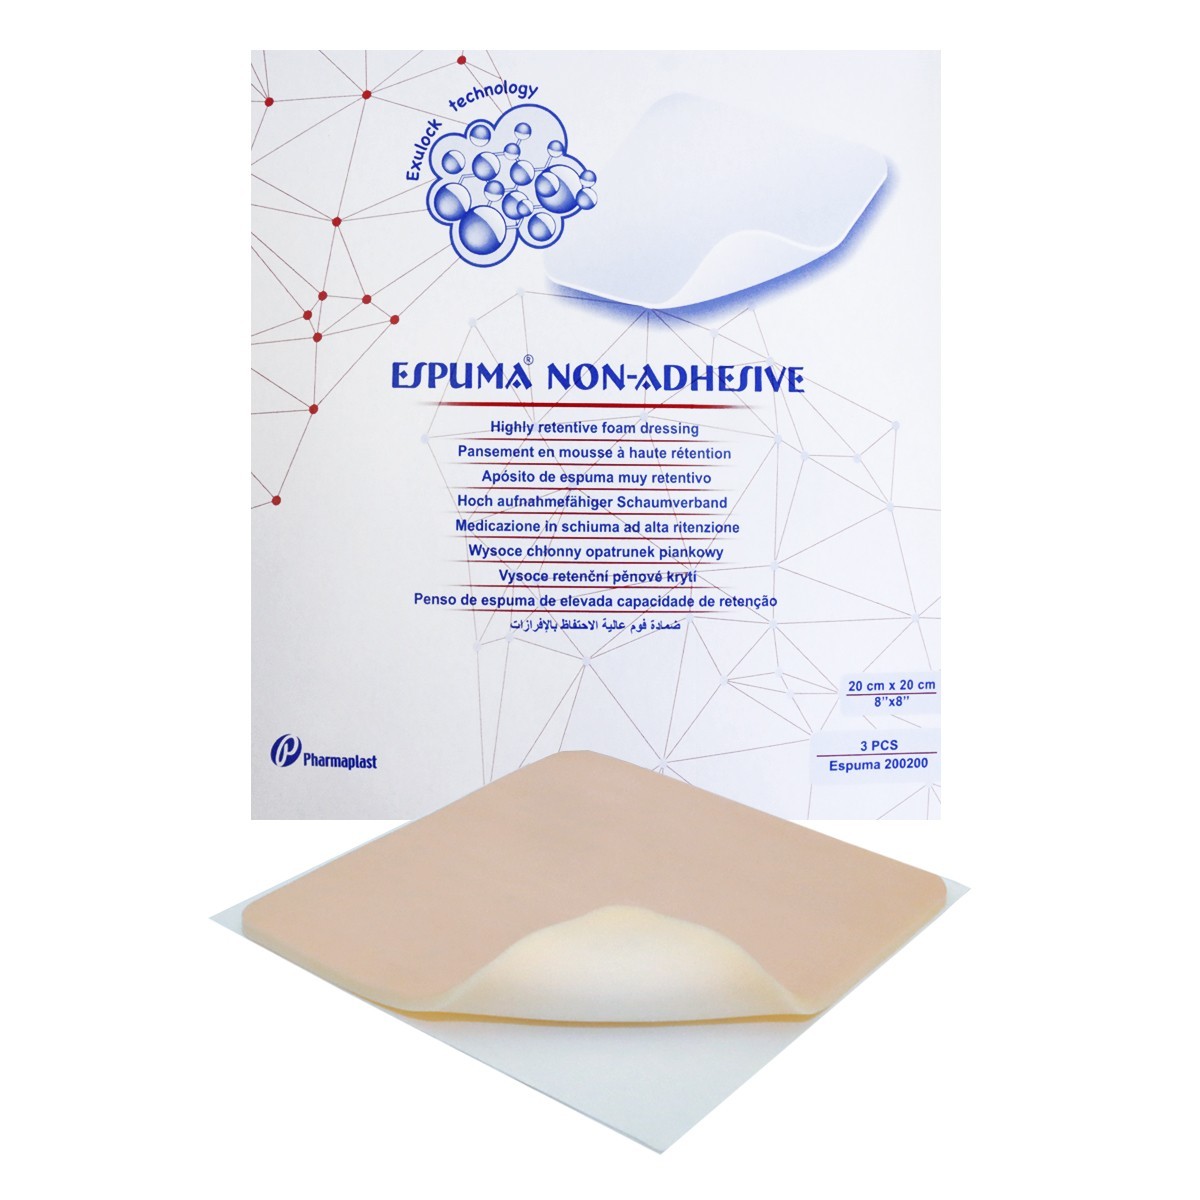 Exulock technology
ESPUMA® NON-ADHESIVE
Highly retentive foam dressing
Pansement en mousse à haute rétention
Apósito de espuma muy retentivo
Hoch aufnahmefähiger Schaumverband
Medicazione in schiuma ad alta ritenzione
Wysoce chłonny opatrunek piankowy
Vysoce retenční pěnové krytí
Penso de espuma de elevada capacidade de retenção
ضمادة فوم عالية الاحتفاظ بالإفرازات
20 cm x 20 cm
8"x8"
3 PCS
Espuma 200200
Pharmaplast